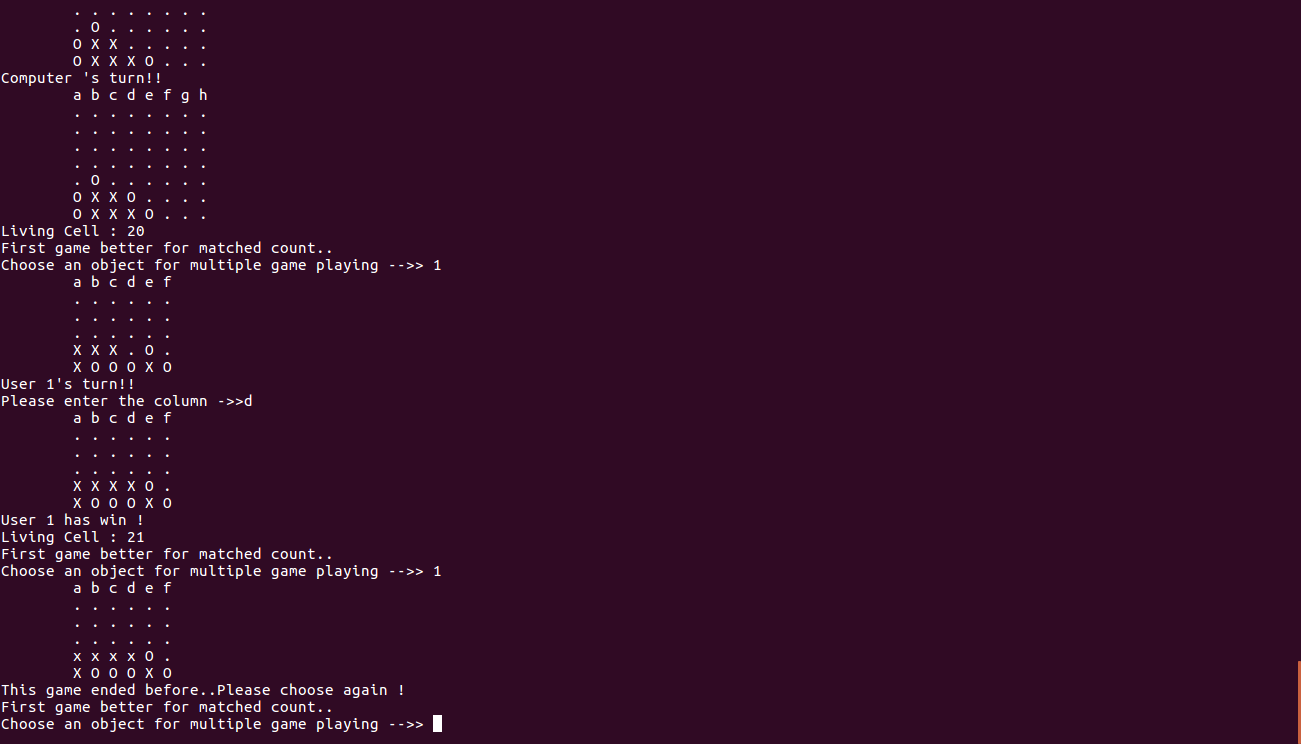 . . . . . . . .
. O . . . . . .
O X X . . . . .
O X X X O . . .
Computer 's turn!!
a b c d e f g h
. . . . . . . .
. . . . . . . .
. . . . . . . .
. . . . . . . .
. O . . . . . .
O X X O . . . .
O X X X O . . .
Living Cell : 20
First game better for matched count..
Choose an object for multiple game playing -->> 1
a b c d e f
. . . . . .
. . . . . .
. . . . . .
X X X . O .
X O O O X O
User 1's turn!!
Please enter the column ->>d
a b c d e f
. . . . . .
. . . . . .
. . . . . .
X X X X O .
X O O O X O
User 1 has win !
Living Cell : 21
First game better for matched count..
Choose an object for multiple game playing -->> 1
a b c d e f
. . . . . .
. . . . . .
. . . . . .
x x x x O .
X O O O X O
This game ended before..Please choose again !
First game better for matched count..
Choose an object for multiple game playing -->>